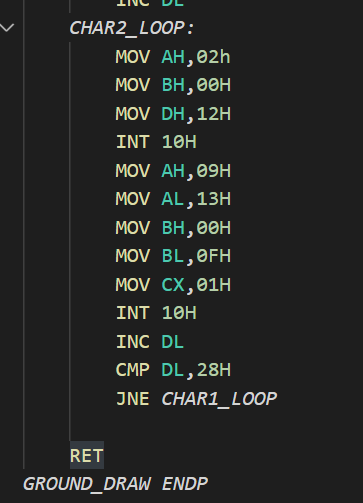 INC DL
CHAR2_LOOP:
MOV AH,02h
MOV BH,00H
MOV DH,12H
INT 10H
MOV AH,09H
MOV AL,13H
MOV BH,00H
MOV BL,0FH
MOV CX,01H
INT 10H
INC DL
CMP DL,28H
JNE CHAR1_LOOP
RET
GROUND_DRAW ENDP